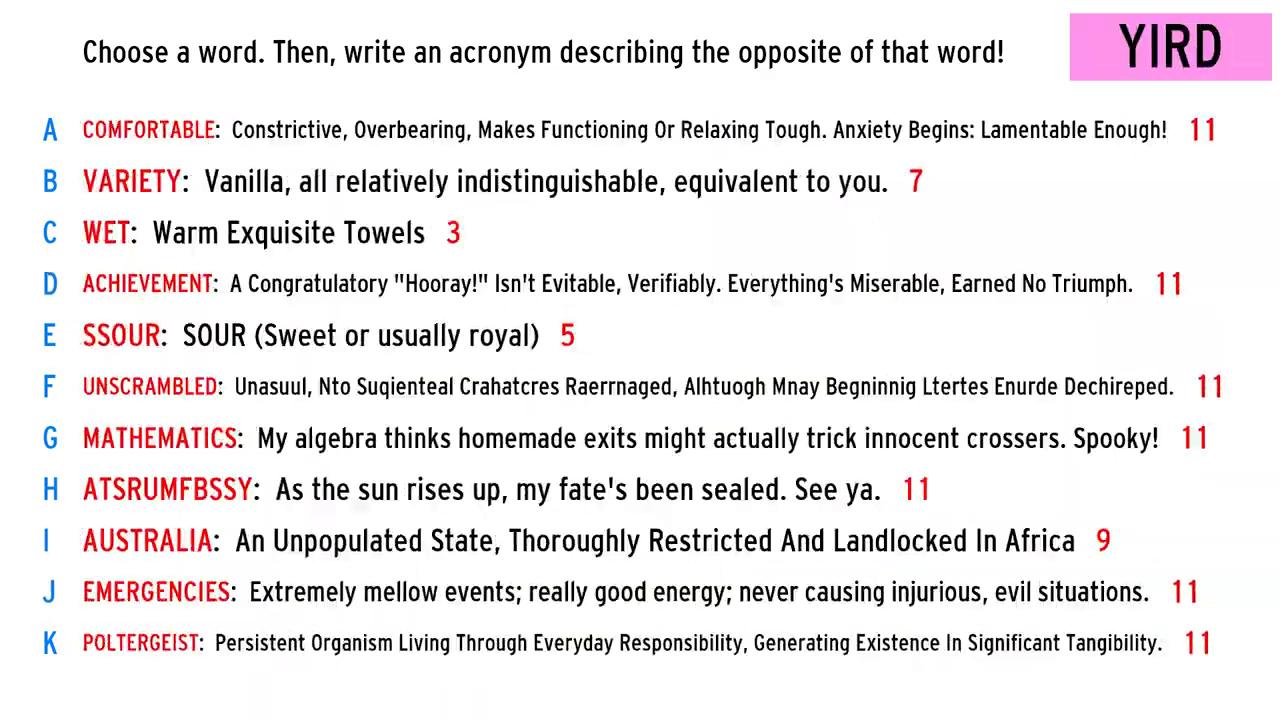 Choose a word. Then, write an acronym describing the opposite of that word!
YIRD
A COMFORTABLE: Constrictive, Overbearing, Makes Functioning Or Relaxing Tough. Anxiety Begins: Lamentable Enough! 11
B VARIETY: Vanilla, all relatively indistinguishable, equivalent to you. 7
C WET: Warm Exquisite Towels 3
D ACHIEVEMENT: A Congratulatory "Hooray!" Isn't Evitable, Verifiably. Everything's Miserable, Earned No Triumph. 11
E SSOUR: SOUR (Sweet or usually royal) 5
F UNSCRAMBLED: Unasuul, Nto Suqienteal Crahatcres Raerrnaged, Alhtuogh Mnay Begninnig Ltertes Enurde Dechireped. 11
G MATHEMATICS: My algebra thinks homemade exits might actually trick innocent crossers. Spooky! 11
H ATSRUMFBSSY: As the sun rises up, my fate's been sealed. See ya. 11
I AUSTRALIA: An Unpopulated State, Thoroughly Restricted And Landlocked In Africa 9
J EMERGENCIES: Extremely mellow events; really good energy; never causing injurious, evil situations. 11
K POLTERGEIST: Persistent Organism Living Through Everyday Responsibility, Generating Existence In Significant Tangibility. 11